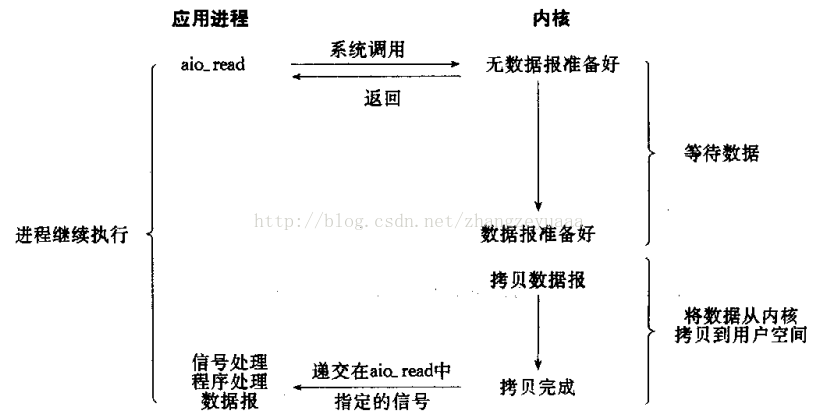 应用进程
内核
系统调用
aio_read
无数据报准备好
返回
等待数据
http://blog.csdn.net/zhangzeyuaaa
进程继续执行
数据报准备好
拷贝数据报
将数据从内核
拷贝到用户空间
信号处理
程序处理
数据报
递交在aio_read中
指定的信号
拷贝完成